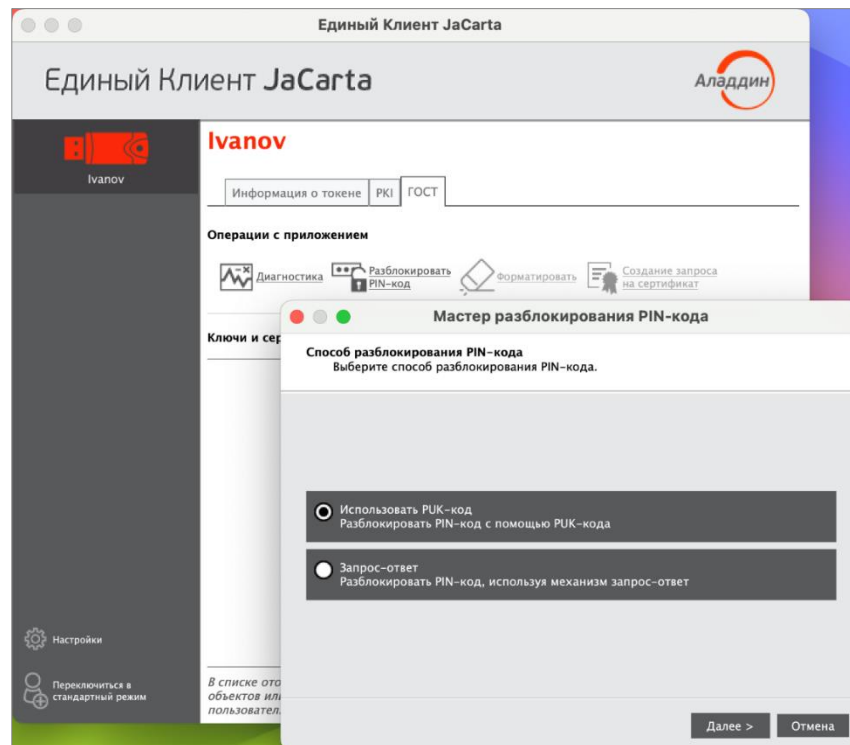 Единый Клиент JaCarta
Единый Клиент JaCarta
Аладдин
Ivanov
Ivanov
Информация о токене PKI ГОСТ
Операции с приложением
Диагностика
Разблокировать
PIN-код
Форматировать
Создание запроса
на сертификат
Ключи и сер
Мастер разблокирования PIN-кода
Способ разблокирования PIN-кода
Выберите способ разблокирования PIN-кода.
Использовать PUK-код
Разблокировать PIN-код с помощью PUK-кода
Запрос-ответ
Разблокировать PIN-код, используя механизм запрос-ответ
Настройки
Переключиться в
стандартный режим
В списке ото
объектов или
пользовател
Далее > Отмена